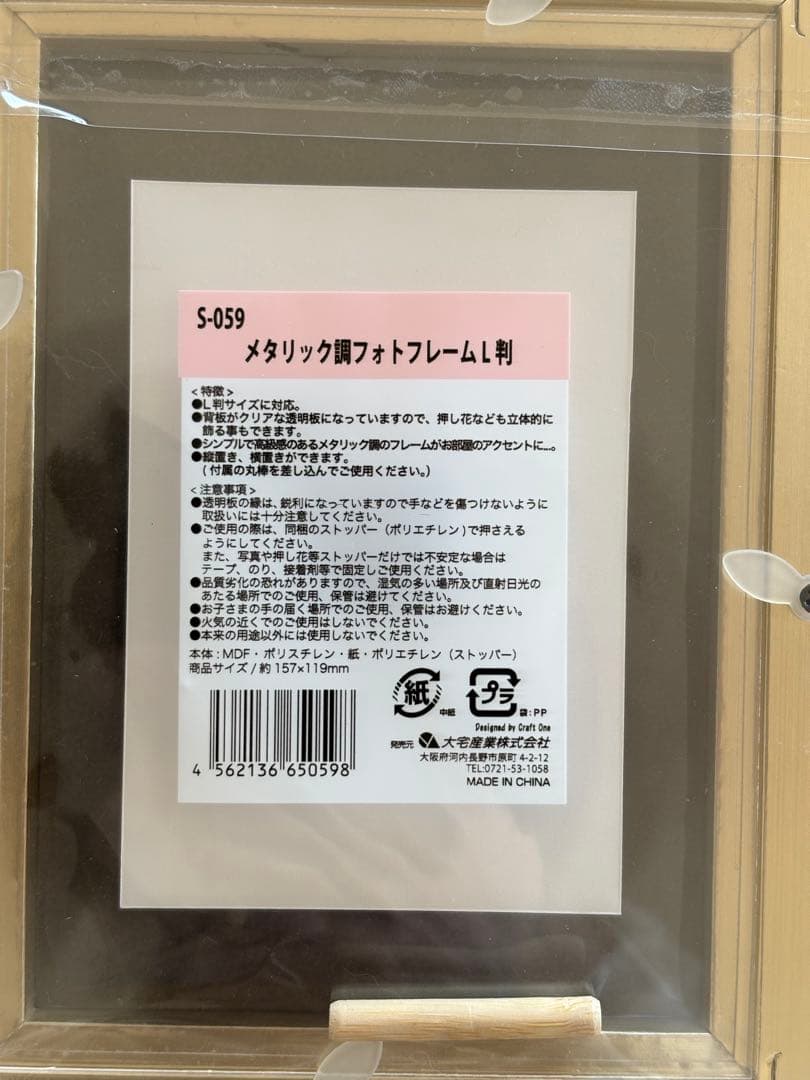 S-059
メタリック調フォトフレームL判
<特徴>
●L判サイズに対応。
●背板がクリアな透明板になっていますので、押し花なども立体的に
飾る事もできます。
●シンプルで高級感のあるメタリック調のフレームがお部屋のアクセントに…。
●縦置き、横置きができます。
(付属の丸棒を差し込んでご使用ください。)
<注意事項>
●透明板の縁は、鋭利になっていますので手などを傷つけないように
取扱いには十分注意してください。
●ご使用の際は、同梱のストッパー(ポリエチレン)で押さえる
ようにしてください。
また、写真や押し花等ストッパーだけでは不安定な場合は
テープ、のり、接着剤等で固定しご使用ください。
●品質劣化の恐れがありますので、湿気の多い場所及び直射日光の
あたる場所でのご使用、保管は避けてください。
●お子さまの手の届く場所でのご使用、保管はお避けください。
●火気の近くでのご使用はしないでください。
●本来の用途以外には使用しないでください。
本体:MDF・ポリスチレン・紙・ポリエチレン(ストッパー)
商品サイズ/約157×119mm
紙 中紙
プラ 袋:PP
Designed by Craft One
発売元 大宅産業株式会社
大阪府河内長野市原町4-2-12
TEL:0721-53-1058
MADE IN CHINA
4 562136 650598